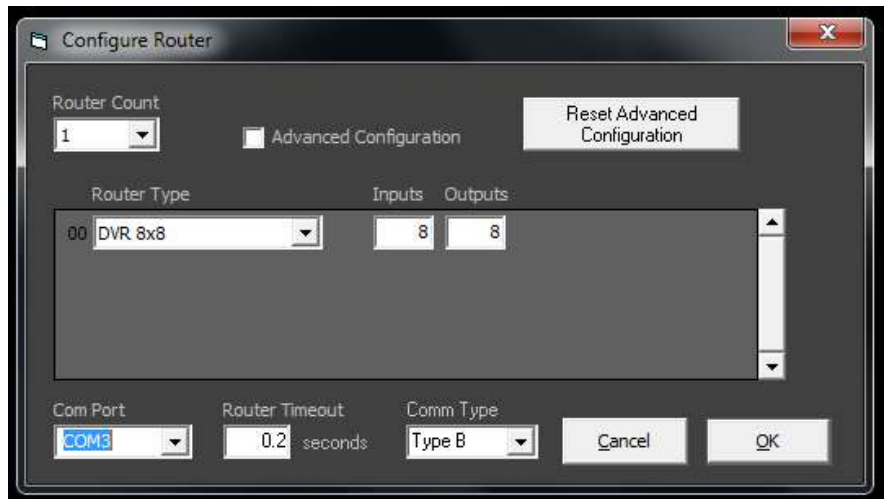 Configure Router
Router Count
1
Advanced Configuration
Reset Advanced
Configuration
Router Type Inputs Outputs
00 DVR 8x8 8 8
Com Port Router Timeout Comm Type
COM3 0.2 seconds Type B Cancel OK